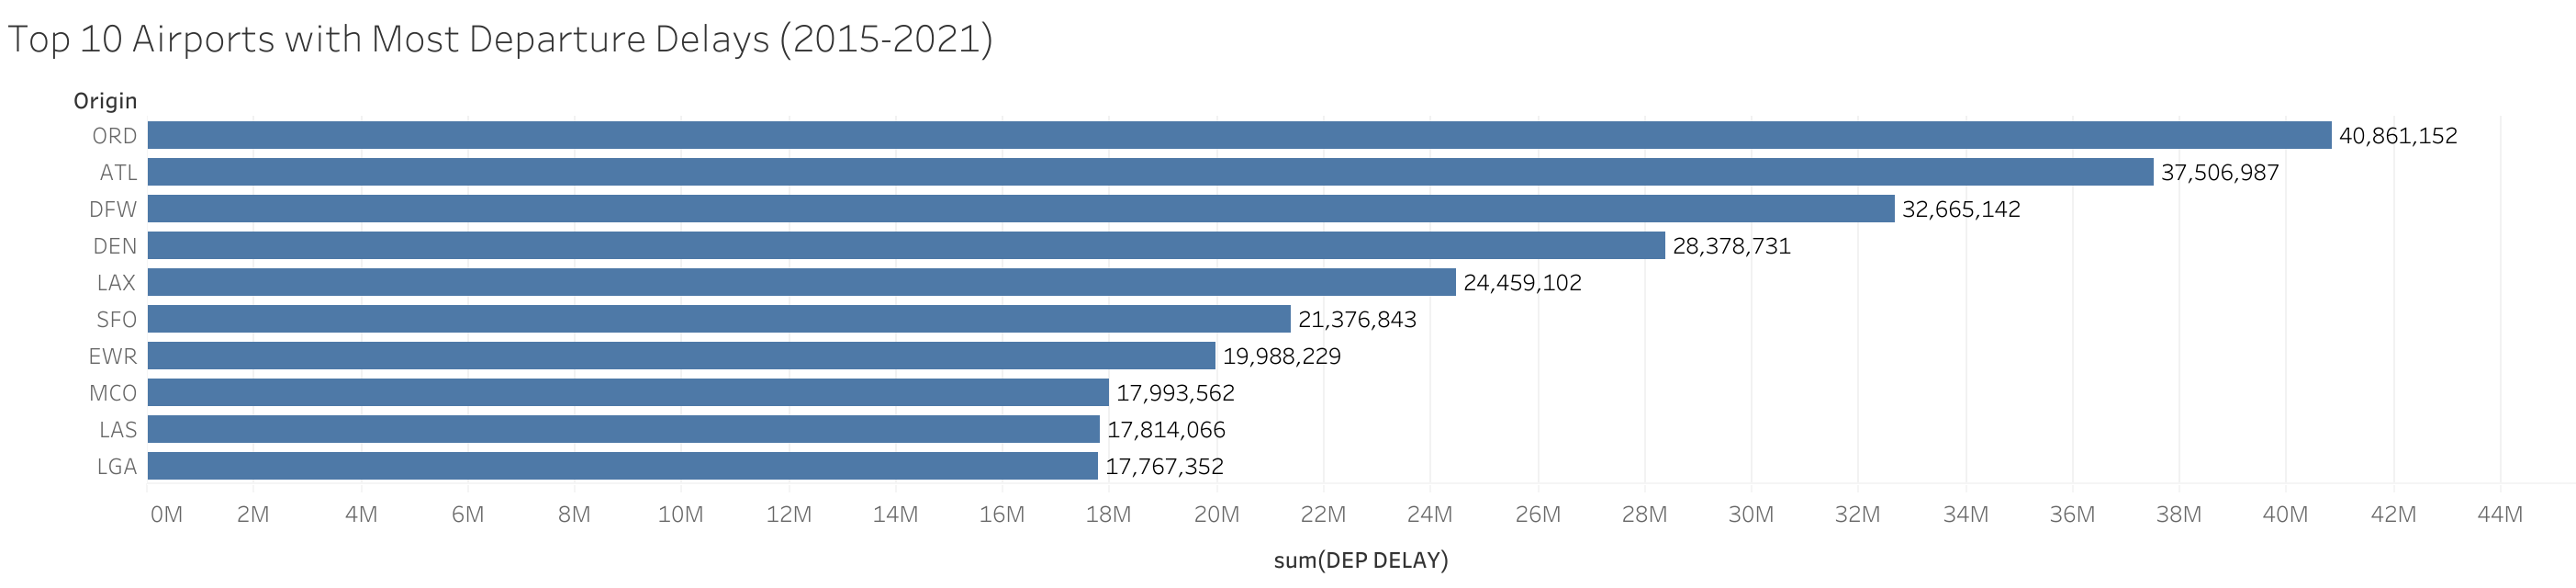 Top 10 Airports with Most Departure Delays (2015-2021)
Origin
ORD 40,861,152
ATL 37,506,987
DFW 32,665,142
DEN 28,378,731
LAX 24,459,102
SFO 21,376,843
EWR 19,988,229
MCO 17,993,562
LAS 17,814,066
LGA 17,767,352
0M 2M 4M 6M 8M 10M 12M 14M 16M 18M 20M 22M 24M 26M 28M 30M 32M 34M 36M 38M 40M 42M 44M
sum(DEP DELAY)